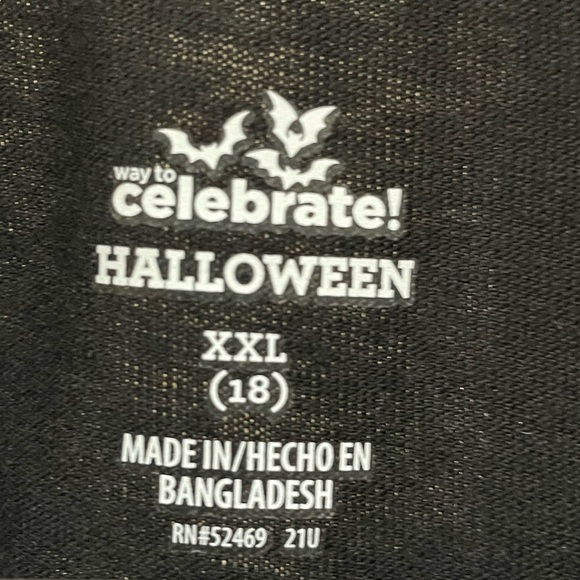 way to
celebrate!
HALLOWEEN
XXL
(18)
MADE IN/HECHO EN
BANGLADESH
RN#52469 21U